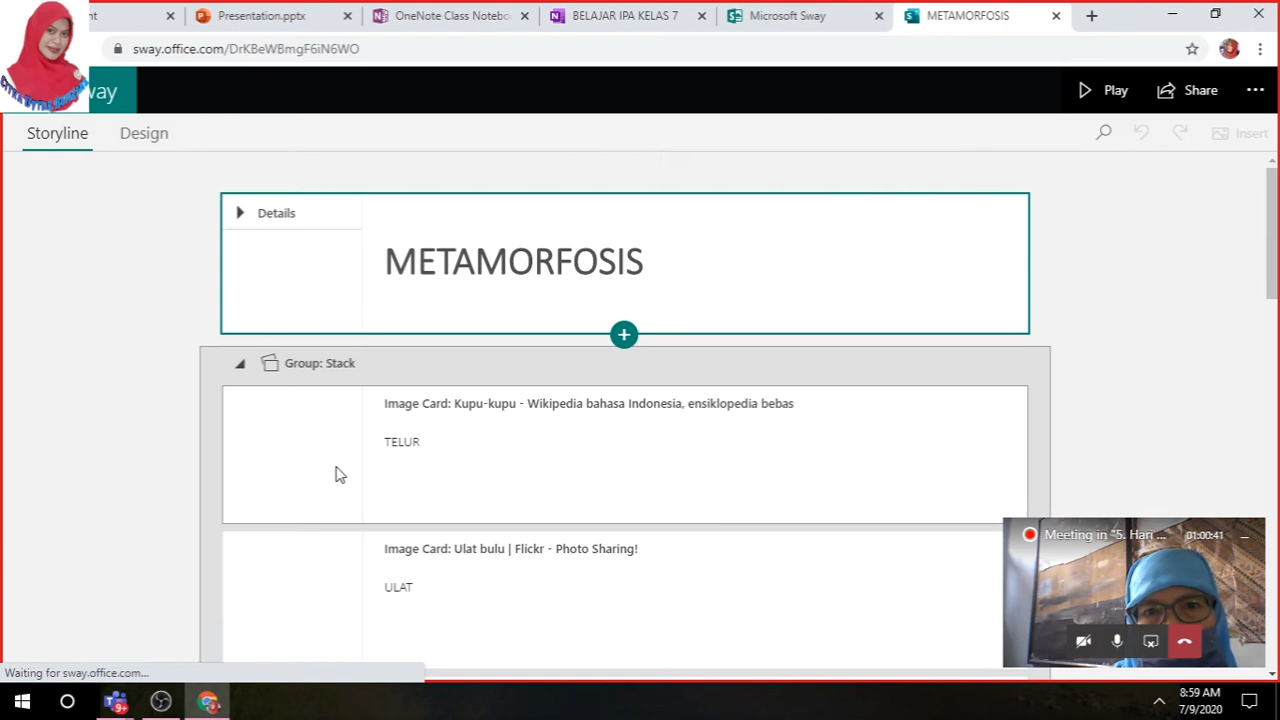 nt
Presentation.pptx
OneNote Class Notebo
BELAJAR IPA KELAS 7
Microsoft Sway
METAMORFOSIS
sway.office.com/DrKBeWBmgF6iN6WO
way
Play
Share
Storyline
Design
Insert
Details
METAMORFOSIS
Group: Stack
Image Card: Kupu-kupu - Wikipedia bahasa Indonesia, ensiklopedia bebas
TELUR
Image Card: Ulat bulu | Flickr - Photo Sharing!
ULAT
Meeting in "5. Hari ...
01:00:41
Waiting for sway.office.com...
9+
8:59 AM
7/9/2020